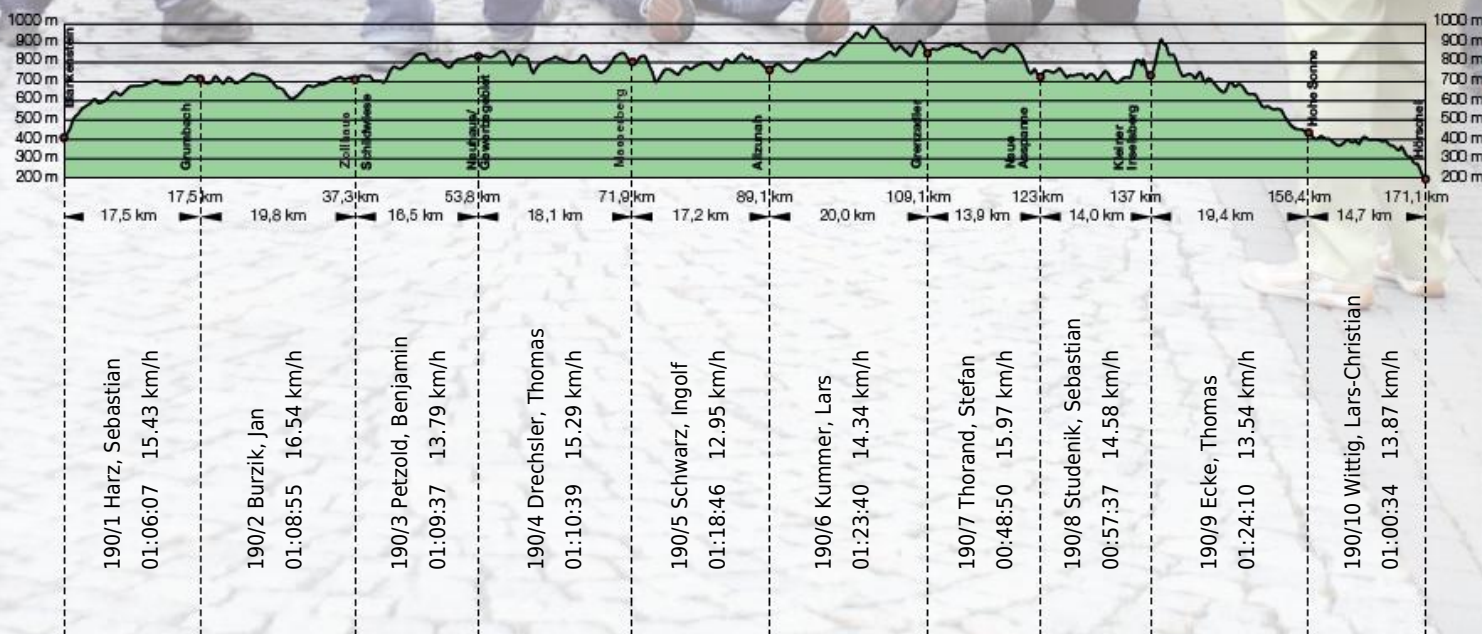 1000 m
900 m
800 m
700 m
600 m
500 m
400 m
300 m
200 m
1000 m
900 m
800 m
700 m
600 m
500 m
400 m
300 m
200 m
Blankenstein
Grumbach
Zollhaus
Schildwiese
Neuhaus/
Gewerbegebiet
Masserberg
Allzunah
Grenzadler
Neue
Ausspanne
Kleiner
Inselsberg
Hohe Sonne
Hörschel
17,5 km
37,3 km
53,8 km
71,9 km
89,1 km
109,1 km
123 km
137 km
156,4 km
171,1 km
17,5 km
19,8 km
16,5 km
18,1 km
17,2 km
20,0 km
13,9 km
14,0 km
19,4 km
14,7 km
190/1 Harz, Sebastian
01:06:07 15.43 km/h
190/2 Burzik, Jan
01:08:55 16.54 km/h
190/3 Petzold, Benjamin
01:09:37 13.79 km/h
190/4 Drechsler, Thomas
01:10:39 15.29 km/h
190/5 Schwarz, Ingolf
01:18:46 12.95 km/h
190/6 Kummer, Lars
01:23:40 14.34 km/h
190/7 Thorand, Stefan
00:48:50 15.97 km/h
190/8 Studenik, Sebastian
00:57:37 14.58 km/h
190/9 Ecke, Thomas
01:24:10 13.54 km/h
190/10 Wittig, Lars-Christian
01:00:34 13.87 km/h